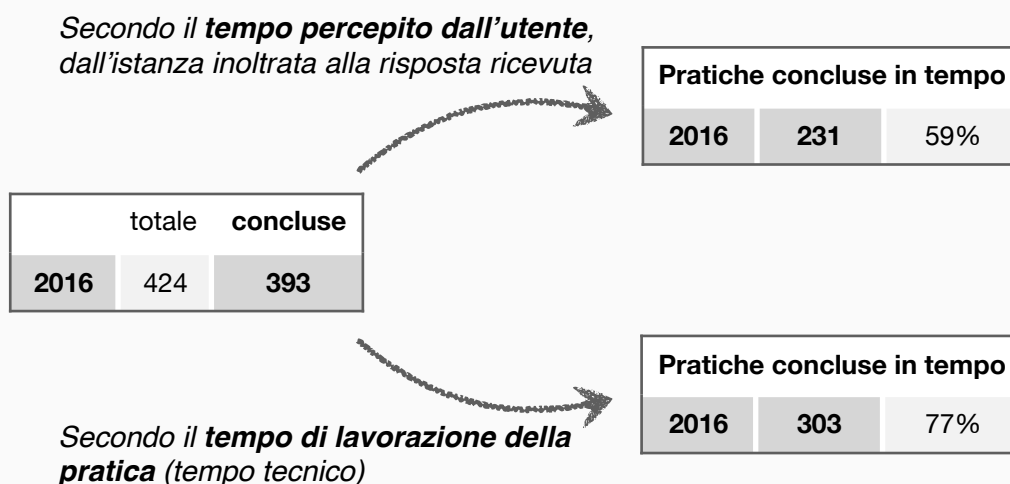 Secondo il tempo percepito dall'utente,
dall'istanza inoltrata alla risposta ricevuta
Pratiche concluse in tempo
2016 231 59%
totale concluse
2016 424 393
Pratiche concluse in tempo
2016 303 77%
Secondo il tempo di lavorazione della
pratica (tempo tecnico)